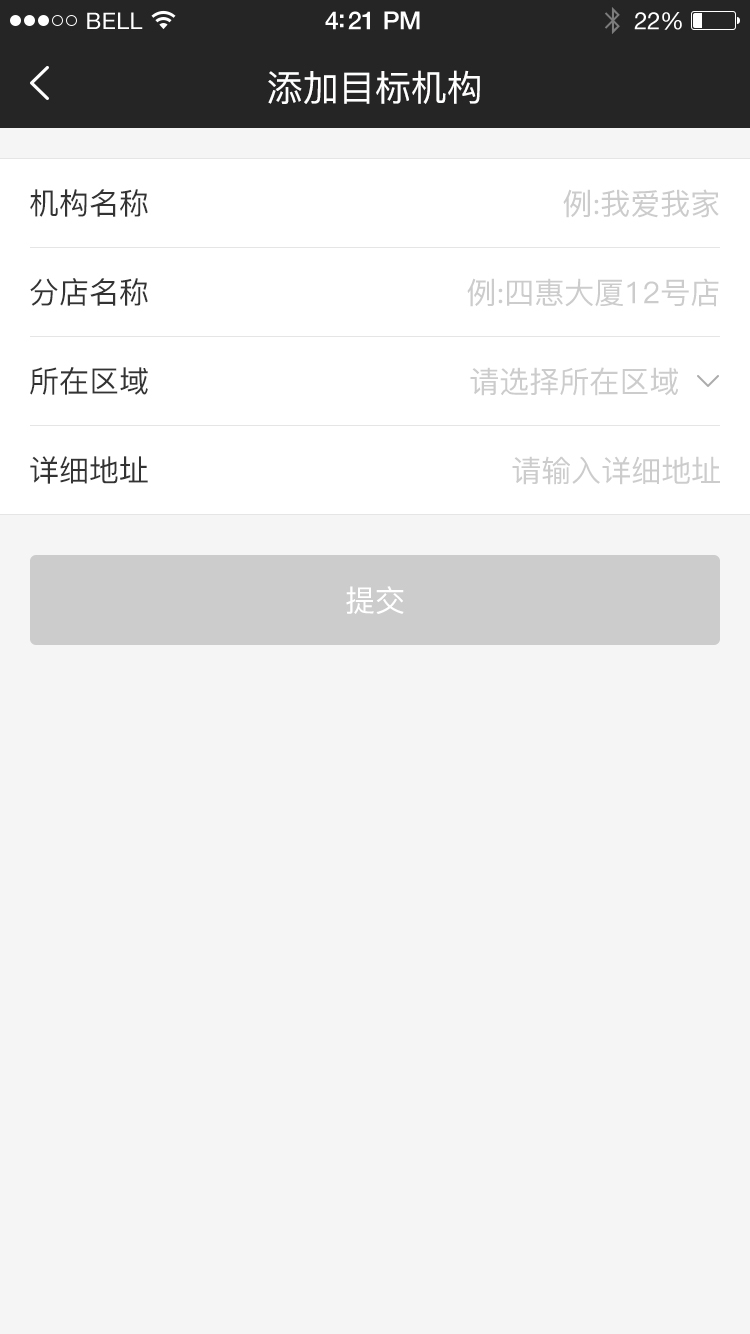 BELL 4:21 PM 22%
添加目标机构
机构名称 例:我爱我家
分店名称 例:四惠大厦12号店
所在区域 请选择所在区域
详细地址 请输入详细地址
提交